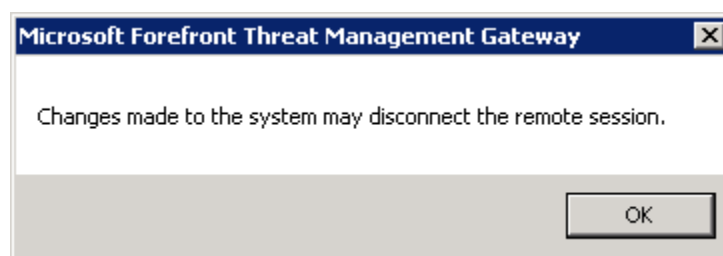 Microsoft Forefront Threat Management Gateway
Changes made to the system may disconnect the remote session.
OK